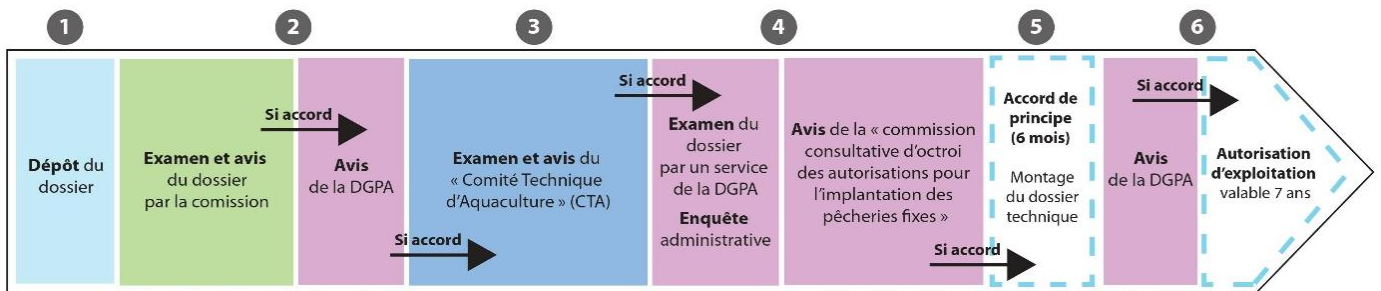 1
2
3
4
5
6
Dépôt du
dossier
Examen et avis
du dossier
par la comission
Si accord
Avis
de la DGPA
Si accord
Examen et avis du
« Comité Technique
d'Aquaculture » (CTA)
Si accord
Examen du
dossier
par un service
de la DGPA
Enquête
administrative
Avis de la « commission
consultative d'octroi
des autorisations pour
l'implantation des
pêcheries fixes »
Si accord
Accord de
principe
(6 mois)
Montage
du dossier
technique
Avis
de la DGPA
Si accord
Autorisation
d'exploitation
valable 7 ans